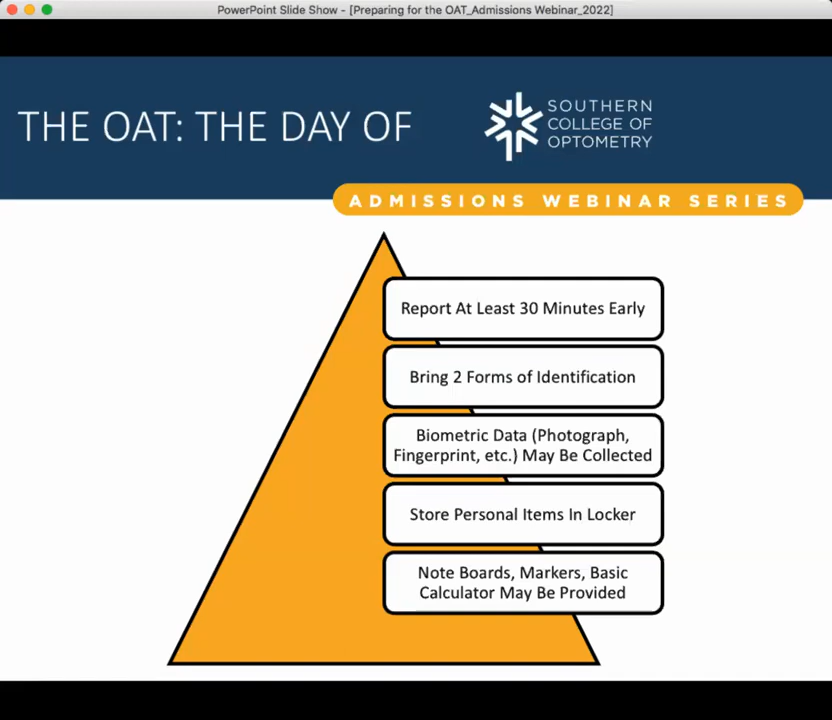 PowerPoint Slide Show - [Preparing for the OAT_Admissions Webinar_2022]
THE OAT: THE DAY OF
SOUTHERN
COLLEGE OF
OPTOMETRY
ADMISSIONS WEBINAR SERIES
Report At Least 30 Minutes Early
Bring 2 Forms of Identification
Biometric Data (Photograph,
Fingerprint, etc.) May Be Collected
Store Personal Items In Locker
Note Boards, Markers, Basic
Calculator May Be Provided